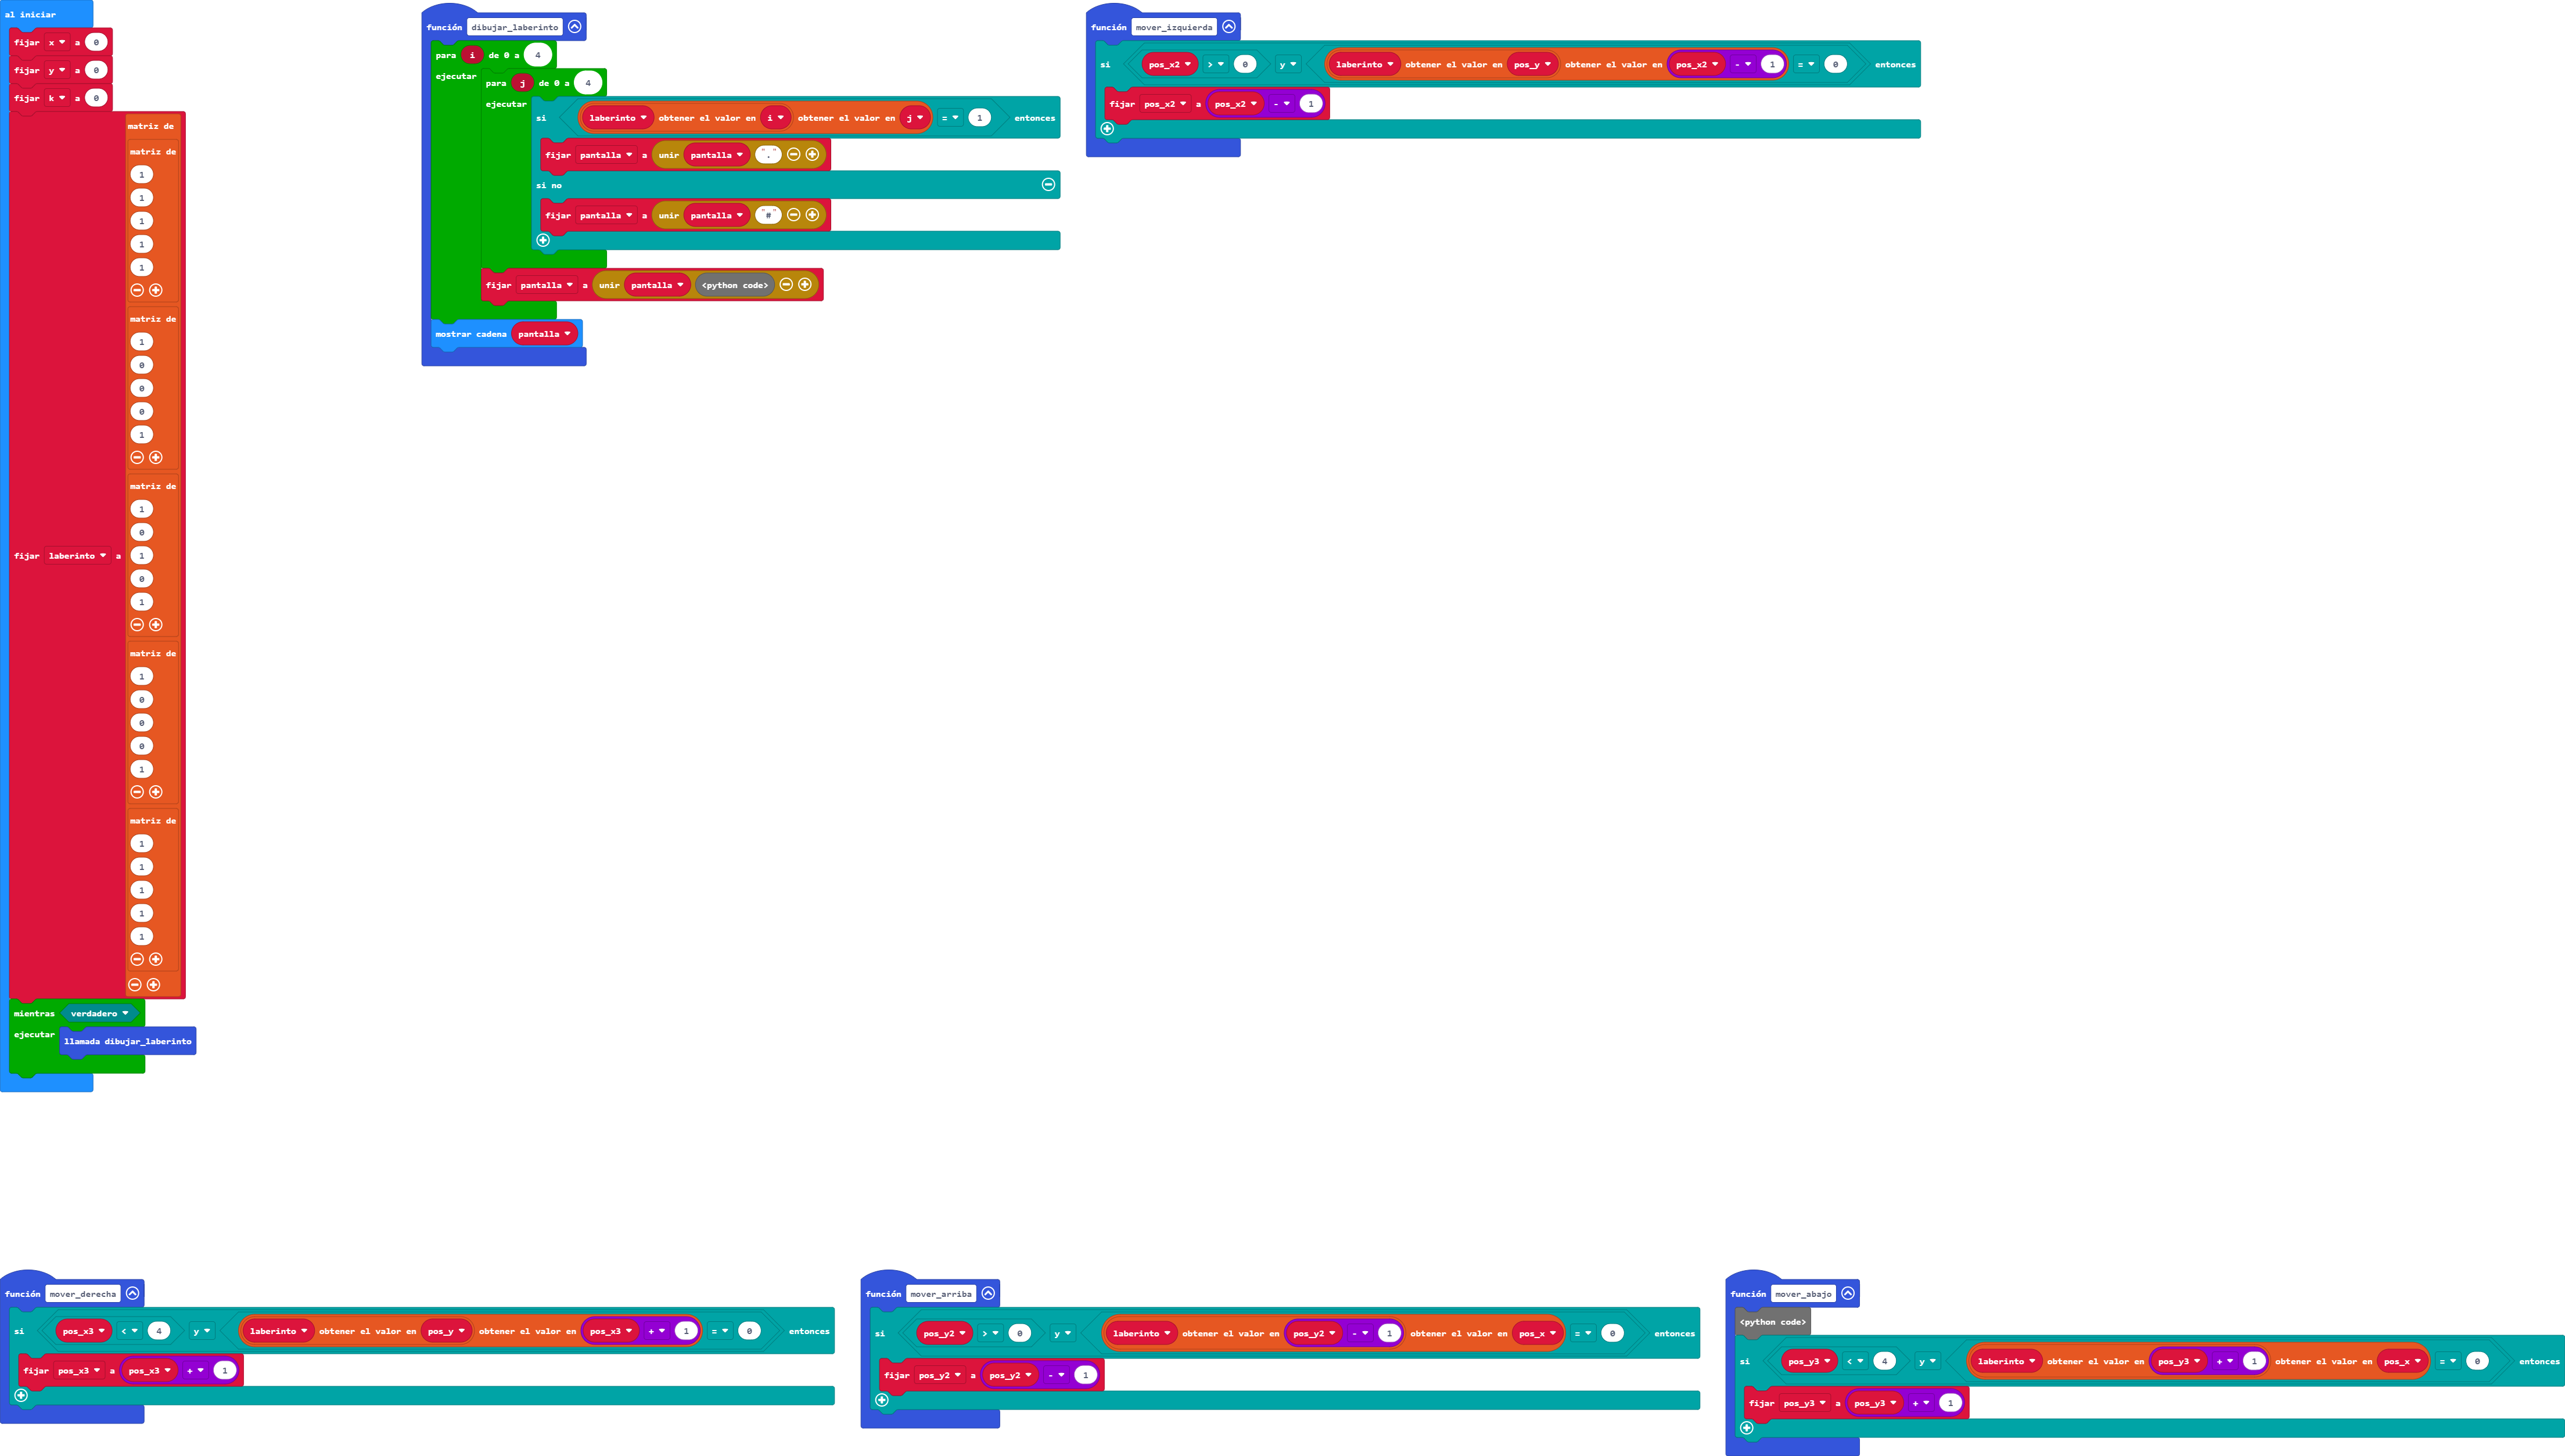 al iniciar
fijar x a 0
fijar y a 0
fijar k a 0
fijar laberinto a
matriz de
matriz de
1
1
1
1
1
matriz de
1
0
0
0
1
matriz de
1
0
1
0
1
matriz de
1
0
0
0
1
matriz de
1
1
1
1
1
mientras verdadero
ejecutar
llamada dibujar_laberinto
función dibujar_laberinto
para i de 0 a 4
ejecutar
para j de 0 a 4
ejecutar
si laberinto obtener el valor en i obtener el valor en j = 1 entonces
fijar pantalla a unir pantalla "."
si no
fijar pantalla a unir pantalla "#"
fijar pantalla a unir pantalla <python code>
mostrar cadena pantalla
función mover_izquierda
si pos_x2 > 0 y laberinto obtener el valor en pos_y obtener el valor en pos_x2 - 1 = 0 entonces
fijar pos_x2 a pos_x2 - 1
función mover_derecha
si pos_x3 < 4 y laberinto obtener el valor en pos_y obtener el valor en pos_x3 + 1 = 0 entonces
fijar pos_x3 a pos_x3 + 1
función mover_arriba
si pos_y2 > 0 y laberinto obtener el valor en pos_y2 - 1 obtener el valor en pos_x = 0 entonces
fijar pos_y2 a pos_y2 - 1
función mover_abajo
<python code>
si pos_y3 < 4 y laberinto obtener el valor en pos_y3 + 1 obtener el valor en pos_x = 0 entonces
fijar pos_y3 a pos_y3 + 1